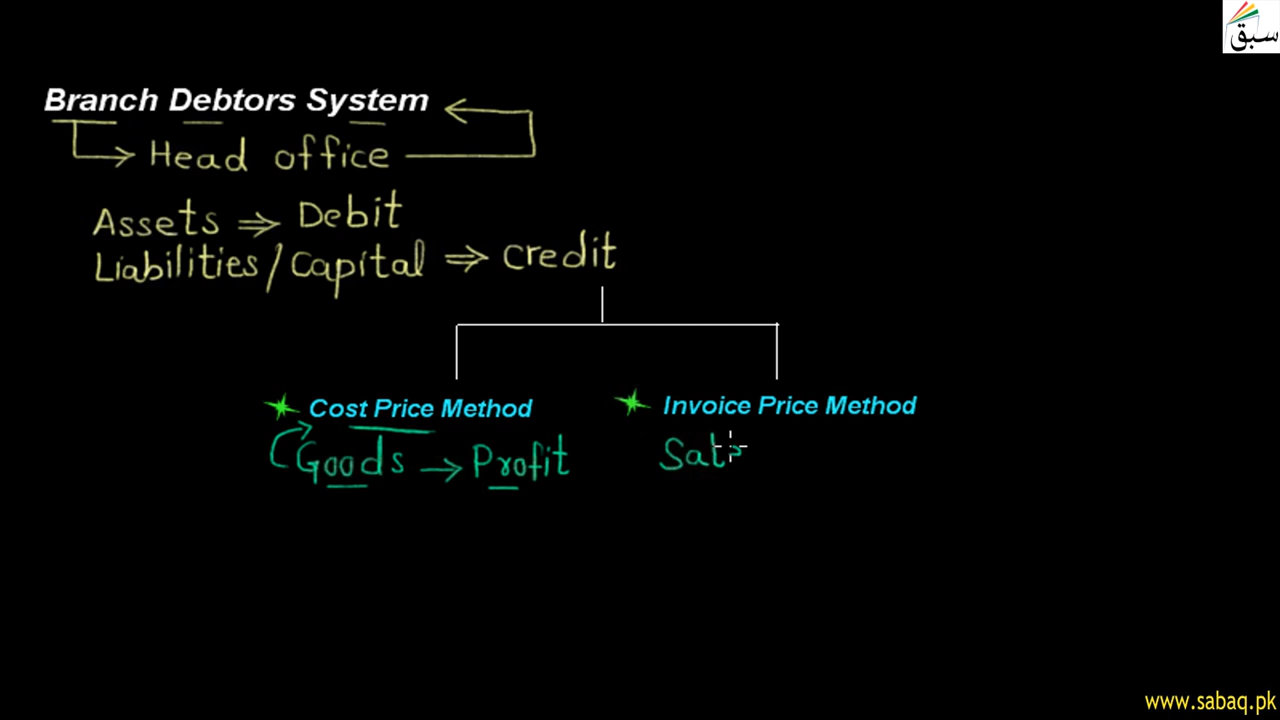 سبق
Branch Debtors System
Head office
Assets ⇒ Debit
Liabilities/Capital ⇒ credit
Cost Price Method
Invoice Price Method
Goods → Profit
www.sabaq.pk